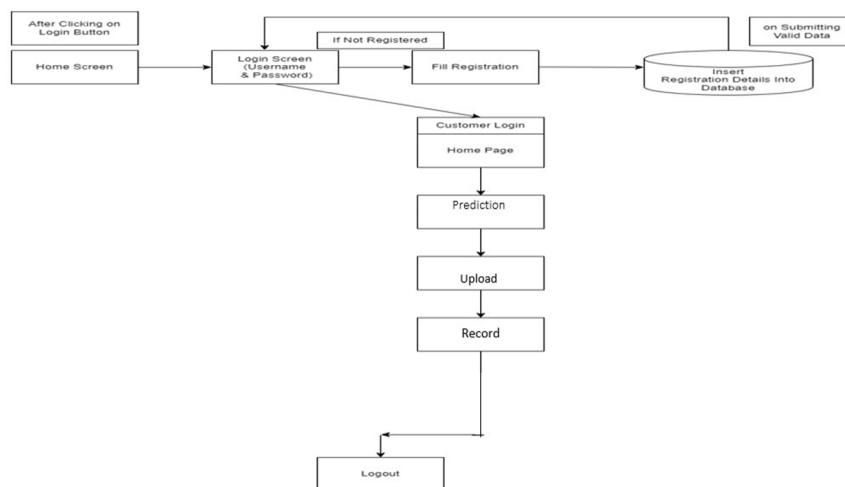 After Clicking on
Login Button
If Not Registered
on Submitting
Valid Data
Home Screen
Login Screen
(Username
& Password)
Fill Registration
Insert
Registration Details Into
Database
Customer Login
Home Page
Prediction
Upload
Record
Logout